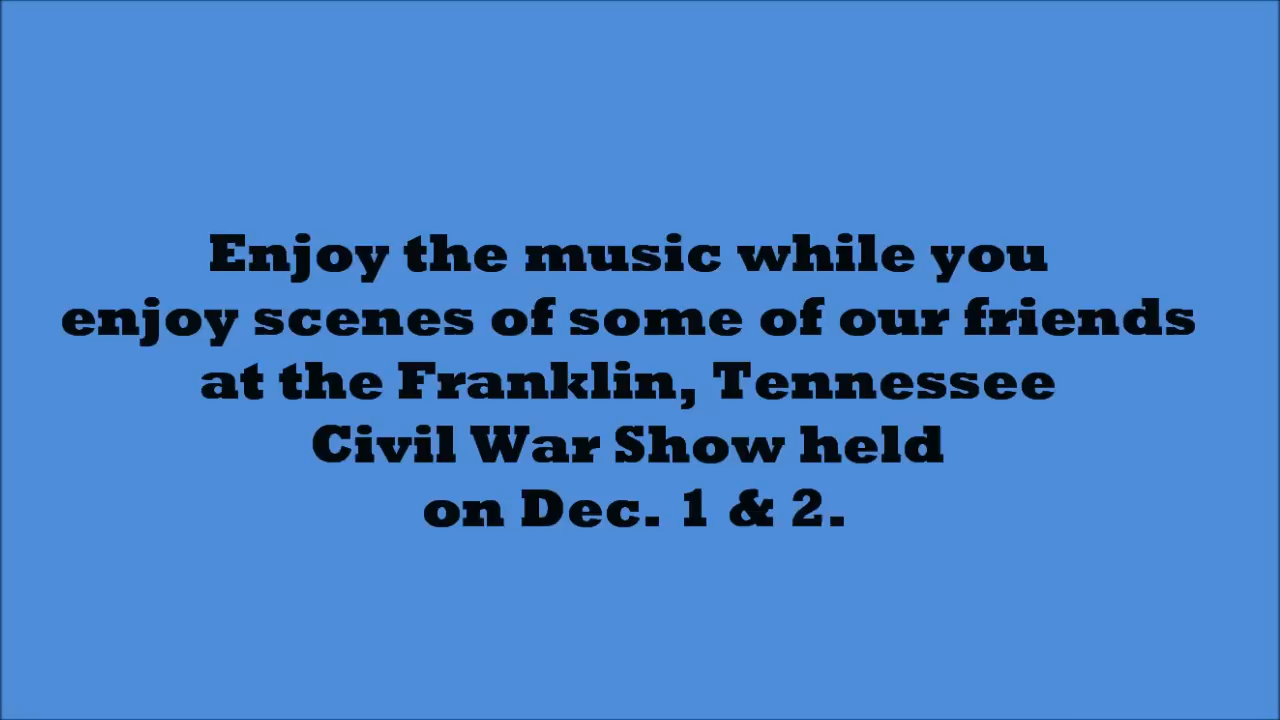 Enjoy the music while you
enjoy scenes of some of our friends
at the Franklin, Tennessee
Civil War Show held
on Dec. 1 & 2.